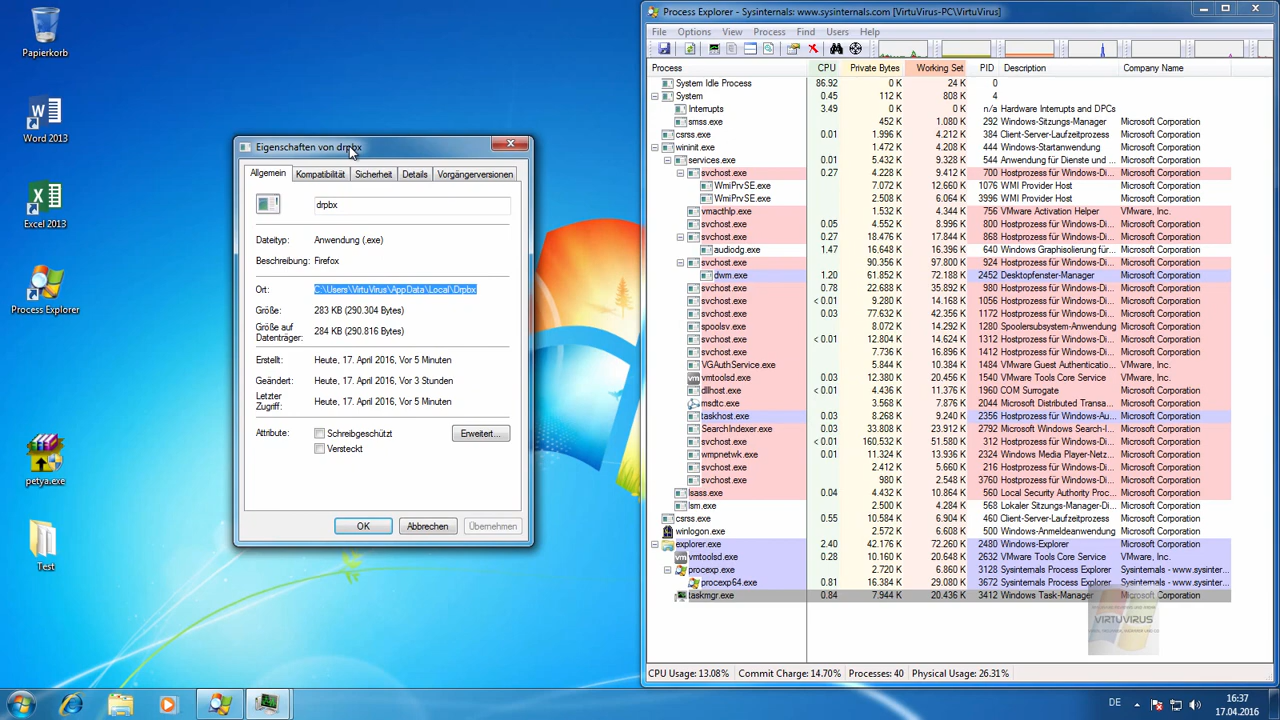 Papierkorb
Word 2013
Excel 2013
Process Explorer
petya.exe
Test
Eigenschaften von drpbx
Allgemein Kompatibilität Sicherheit Details Vorgängerversionen
drpbx
Dateityp: Anwendung (.exe)
Beschreibung: Firefox
Ort: C:\Users\VirtuVirus\AppData\Local\Drpbx
Größe: 283 KB (290.304 Bytes)
Größe auf Datenträger: 284 KB (290.816 Bytes)
Erstellt: Heute, 17. April 2016, Vor 5 Minuten
Geändert: Heute, 17. April 2016, Vor 3 Stunden
Letzter Zugriff: Heute, 17. April 2016, Vor 5 Minuten
Attribute: Schreibgeschützt Erweitert...
Versteckt
OK Abbrechen Übernehmen
Process Explorer - Sysinternals: www.sysinternals.com [VirtuVirus-PC\VirtuVirus]
File Options View Process Find Users Help
Process CPU Private Bytes Working Set PID Description Company Name
System Idle Process 86.92 0 K 24 K 0
System 0.45 112 K 808 K 4
Interrupts 3.49 0 K 0 K n/a Hardware Interrupts and DPCs
smss.exe 452 K 1.080 K 292 Windows-Sitzungs-Manager Microsoft Corporation
csrss.exe 0.01 1.996 K 4.212 K 384 Client-Server-Laufzeitprozess Microsoft Corporation
wininit.exe 1.436 K 4.008 K 444 Windows-Startanwendung Microsoft Corporation
services.exe 5.432 K 9.328 K 544 Anwendung für Dienste und ... Microsoft Corporation
svchost.exe 0.27 4.228 K 9.412 K 700 Hostprozess für Windows-Di... Microsoft Corporation
WmiPrvSE.exe 7.072 K 12.660 K 1076 WMI Provider Host Microsoft Corporation
WmiPrvSE.exe 2.508 K 6.064 K 3996 WMI Provider Host Microsoft Corporation
vmacthlp.exe 1.532 K 4.344 K 756 VMware Activation Helper VMware, Inc.
svchost.exe 0.05 4.552 K 8.992 K 800 Hostprozess für Windows-Di... Microsoft Corporation
svchost.exe 0.27 18.476 K 17.844 K 868 Hostprozess für Windows-Di... Microsoft Corporation
audiodg.exe 1.47 16.648 K 16.384 K 640 Windows Graphisolierung für... Microsoft Corporation
svchost.exe 90.356 K 97.800 K 924 Hostprozess für Windows-Di... Microsoft Corporation
dwm.exe 1.20 61.852 K 72.188 K 2452 Desktopfenster-Manager Microsoft Corporation
svchost.exe 0.78 22.988 K 37.880 K 960 Hostprozess für Windows-Di... Microsoft Corporation
svchost.exe < 0.01 9.280 K 14.128 K 1056 Hostprozess für Windows-Di... Microsoft Corporation
svchost.exe 0.03 77.632 K 42.356 K 1172 Hostprozess für Windows-Di... Microsoft Corporation
spoolsv.exe 8.072 K 14.292 K 1280 Spoolersubsystem-Anwendung Microsoft Corporation
svchost.exe < 0.01 12.804 K 14.624 K 1312 Hostprozess für Windows-Di... Microsoft Corporation
svchost.exe 7.736 K 16.896 K 1412 Hostprozess für Windows-Di... Microsoft Corporation
VGAuthService.exe 5.844 K 10.384 K 1484 VMware Guest Authenticatio... VMware, Inc.
vmtoolsd.exe 0.03 12.380 K 20.456 K 1540 VMware Tools Core Service VMware, Inc.
dllhost.exe < 0.01 4.436 K 11.376 K 1960 COM Surrogate Microsoft Corporation
msdtc.exe 3.568 K 7.876 K 2044 Microsoft Distributed Transa... Microsoft Corporation
taskhost.exe 0.03 8.268 K 9.240 K 2356 Hostprozess für Windows-Au... Microsoft Corporation
SearchIndexer.exe 0.03 33.808 K 23.912 K 2792 Microsoft Windows Search-I... Microsoft Corporation
svchost.exe < 0.01 160.532 K 51.580 K 312 Hostprozess für Windows-Di... Microsoft Corporation
wmpnetwk.exe 0.01 11.324 K 13.936 K 2324 Windows Media Player-Netz... Microsoft Corporation
svchost.exe 2.412 K 5.660 K 216 Hostprozess für Windows-Di... Microsoft Corporation
svchost.exe 980 K 2.548 K 3760 Hostprozess für Windows-Di... Microsoft Corporation
lsass.exe 0.04 4.432 K 10.864 K 560 Local Security Authority Proc... Microsoft Corporation
lsm.exe 2.504 K 4.284 K 568 Lokaler Sitzungs-Manager-D... Microsoft Corporation
csrss.exe 0.55 10.584 K 6.904 K 460 Client-Server-Laufzeitprozess Microsoft Corporation
winlogon.exe 2.992 K 6.608 K 500 Windows-Anmeldeanwendung Microsoft Corporation
explorer.exe 2.40 42.176 K 72.260 K 2480 Windows-Explorer Microsoft Corporation
vmtoolsd.exe 0.28 10.160 K 20.648 K 2632 VMware Tools Core Service VMware, Inc.
procexp.exe 2.720 K 6.860 K 3128 Sysinternals Process Explorer Sysinternals - www.sysinter...
procexp64.exe 0.81 16.384 K 29.080 K 3672 Sysinternals Process Explorer Sysinternals - www.sysinter...
taskmgr.exe 0.84 7.944 K 20.436 K 3412 Windows Task-Manager Microsoft Corporation
VIRTUVIRUS
CPU Usage: 13.08% Commit Charge: 14.70% Processes: 40 Physical Usage: 26.31%
DE 16:37
17.04.2016